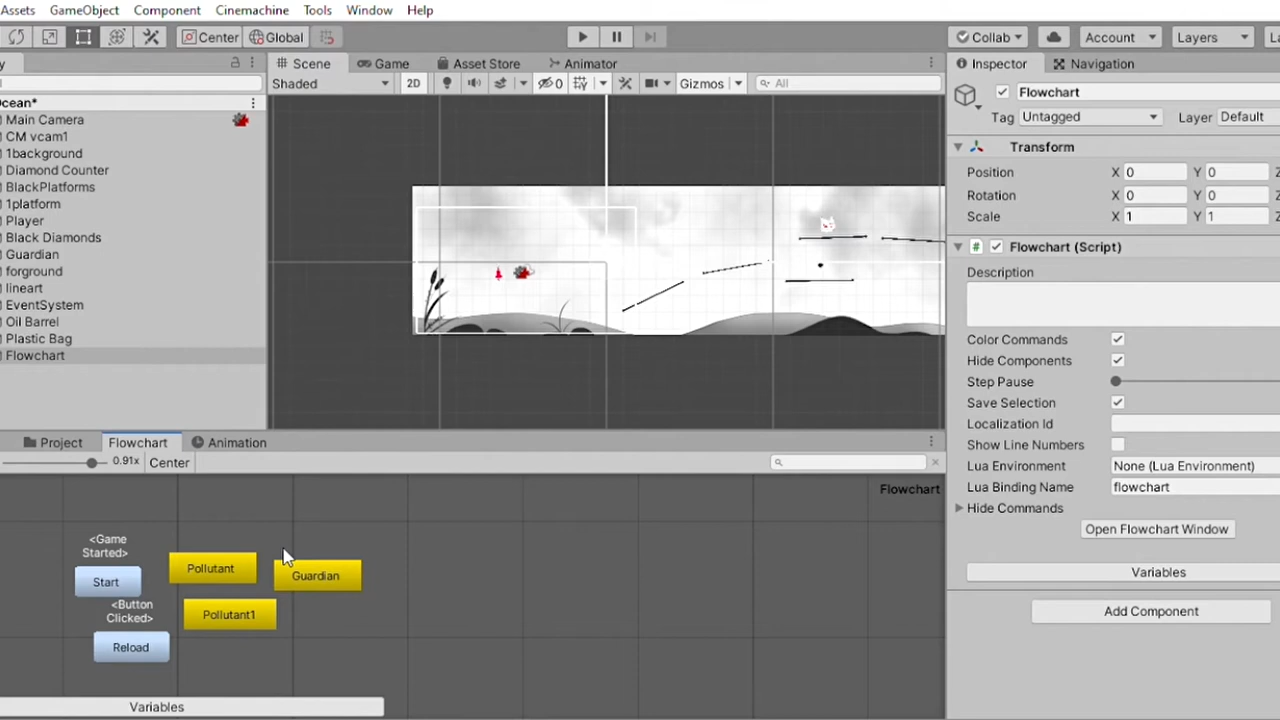 Assets GameObject Component Cinemachine Tools Window Help
Center Global Collab Account Layers La
y Scene Game Asset Store Animator Inspector Navigation
Shaded 2D 0 Gizmos All
Ocean*
Main Camera
CM vcam1
1background
Diamond Counter
BlackPlatforms
1platform
Player
Black Diamonds
Guardian
forground
lineart
EventSystem
Oil Barrel
Plastic Bag
Flowchart
Flowchart
Tag Untagged Layer Default
Transform
Position X 0 Y 0 Z
Rotation X 0 Y 0 Z
Scale X 1 Y 1 Z
# Flowchart (Script)
Description
Color Commands
Hide Components
Step Pause
Save Selection
Localization Id
Show Line Numbers
Lua Environment None (Lua Environment)
Lua Binding Name flowchart
Hide Commands
Open Flowchart Window
Variables
Add Component
Project Flowchart Animation
0.91x Center
Flowchart
<Game
Started>
Start
Pollutant
Guardian
<Button
Clicked>
Pollutant1
Reload
Variables